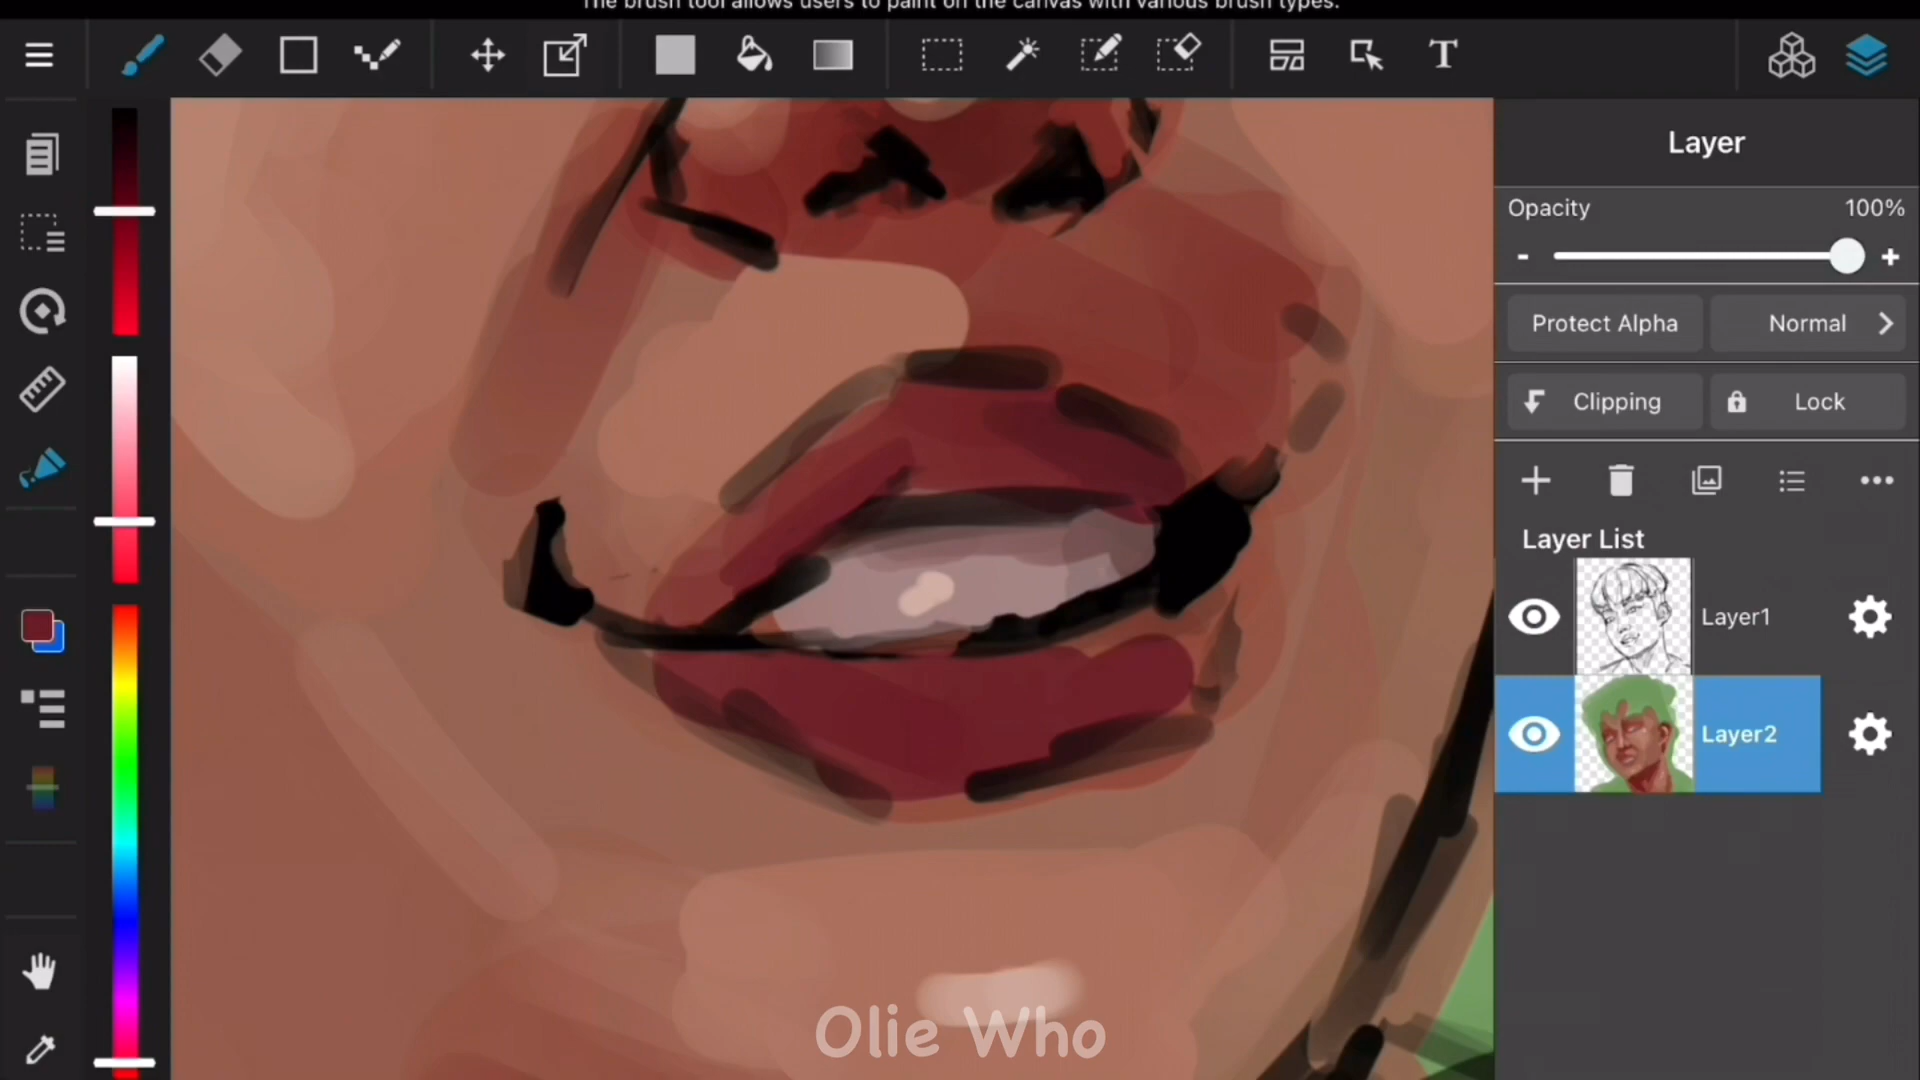 The brush tool allows users to paint on the canvas with various brush types.
T
Layer
Opacity 100%
- +
Protect Alpha Normal
Clipping Lock
Layer List
Layer1
Layer2
Olie Who